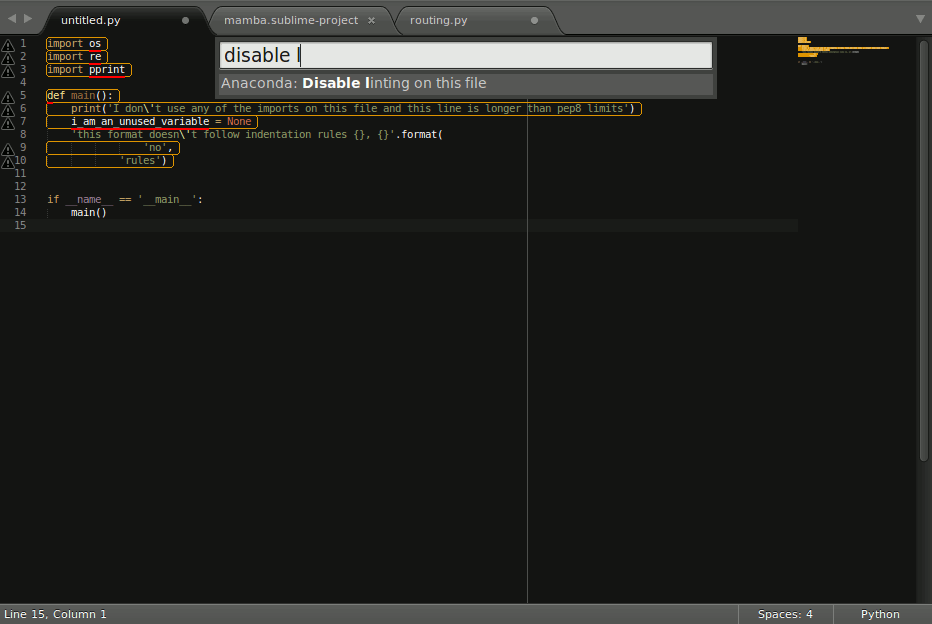 untitled.py
mamba.sublime-project ×
routing.py
disable l
Anaconda: Disable linting on this file
1 import os
2 import re
3 import pprint
4
5 def main():
6 print('I don\'t use any of the imports on this file and this line is longer than pep8 limits')
7 i_am_an_unused_variable = None
8 'this format doesn\'t follow indentation rules {}, {}'.format(
9 'no',
10 'rules')
11
12
13 if __name__ == '__main__':
14 main()
15
Line 15, Column 1
Spaces: 4
Python